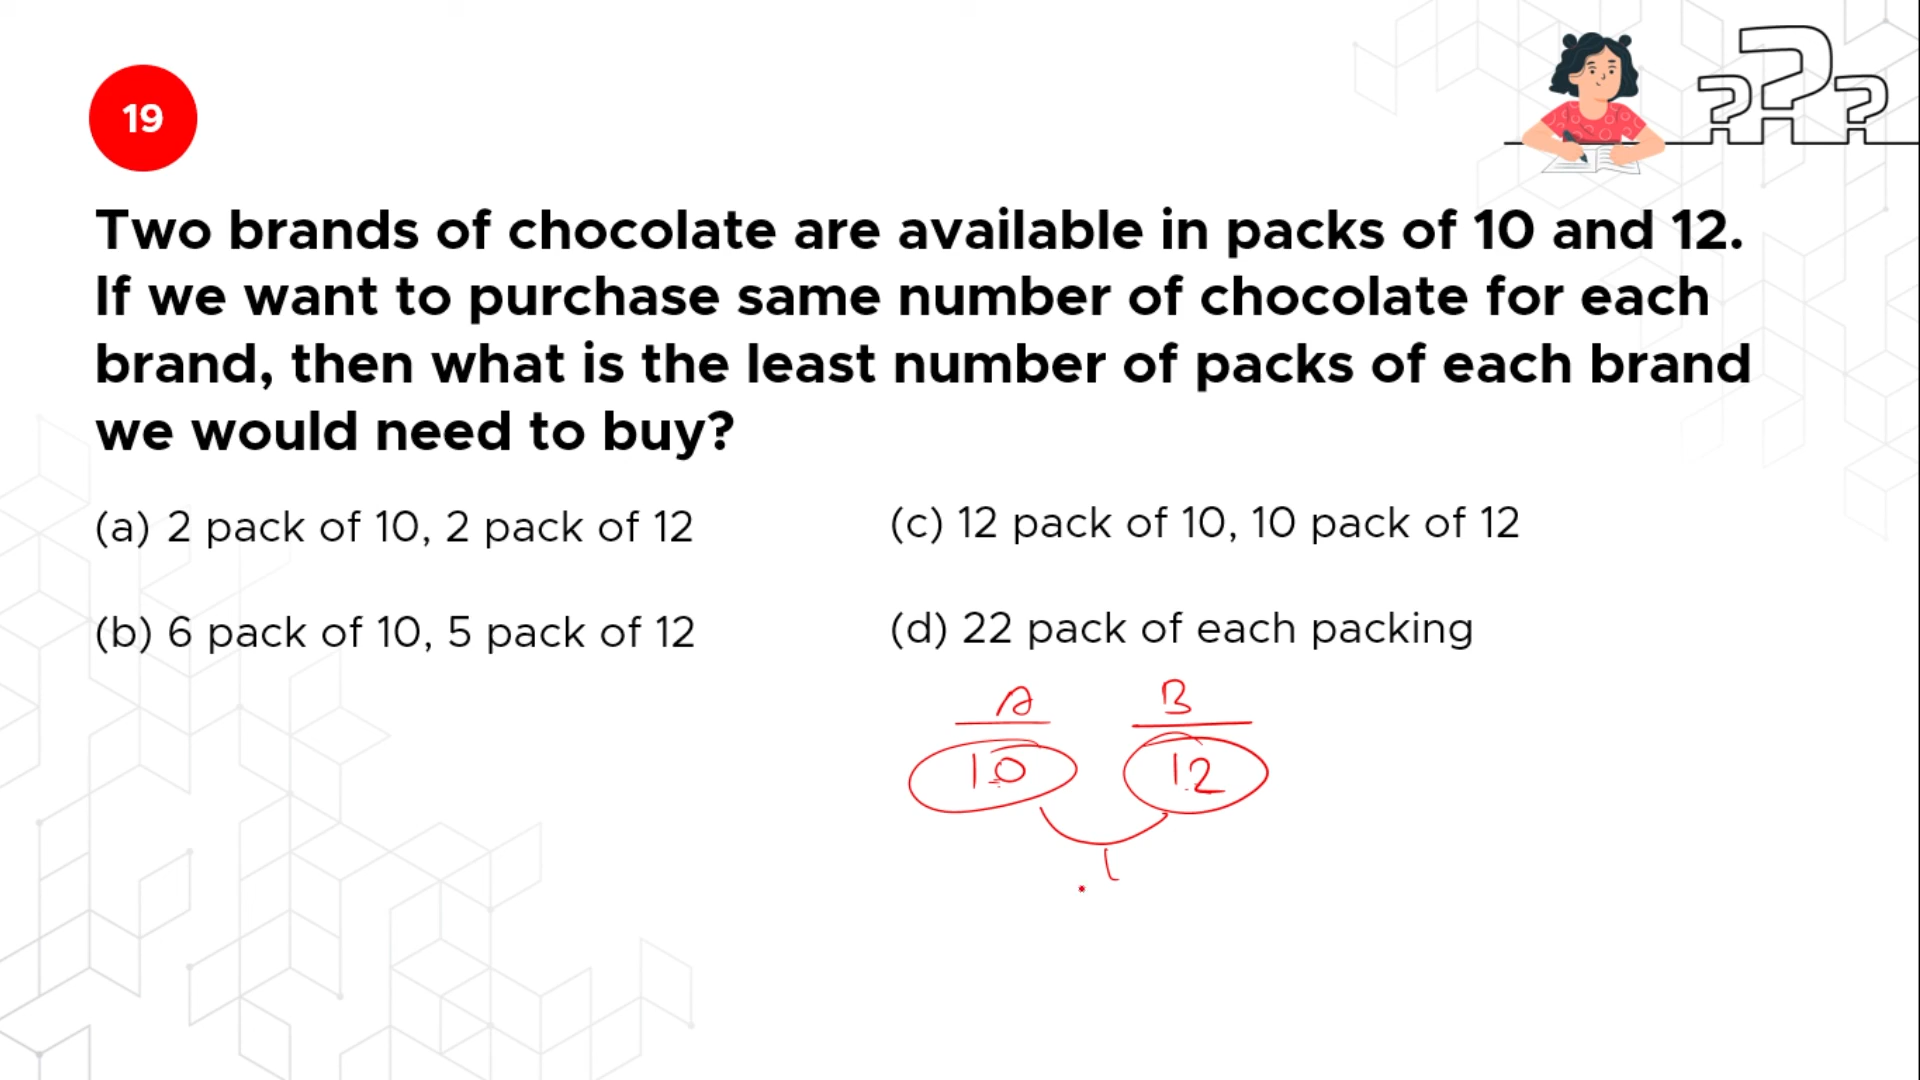 19
Two brands of chocolate are available in packs of 10 and 12.
If we want to purchase same number of chocolate for each
brand, then what is the least number of packs of each brand
we would need to buy?
(a) 2 pack of 10, 2 pack of 12
(c) 12 pack of 10, 10 pack of 12
(b) 6 pack of 10, 5 pack of 12
(d) 22 pack of each packing
A B
10 12
???